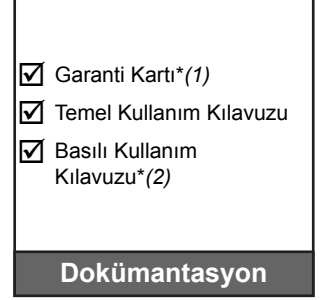 Garanti Kartı*(1)
Temel Kullanım Kılavuzu
Basılı Kullanım
Kılavuzu*(2)
Dokümantasyon